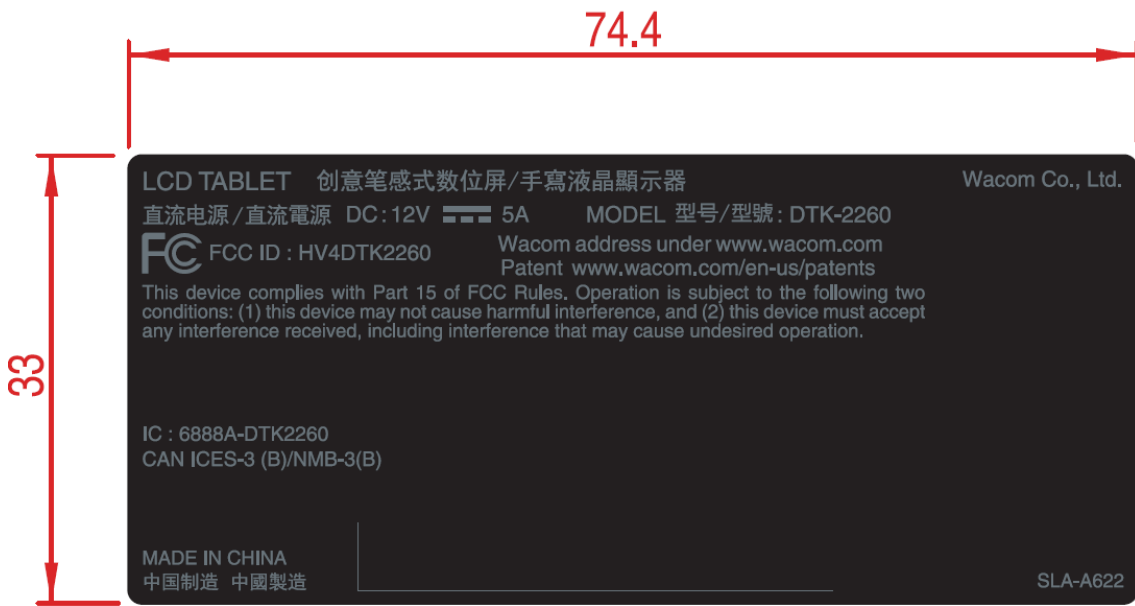 74.4
33
LCD TABLET 创意笔感式数位屏/手寫液晶顯示器 Wacom Co., Ltd.
直流电源/直流電源 DC:12V 5A MODEL 型号/型號: DTK-2260
FC FCC ID : HV4DTK2260
Wacom address under www.wacom.com
Patent www.wacom.com/en-us/patents
This device complies with Part 15 of FCC Rules. Operation is subject to the following two
conditions: (1) this device may not cause harmful interference, and (2) this device must accept
any interference received, including interference that may cause undesired operation.
IC : 6888A-DTK2260
CAN ICES-3 (B)/NMB-3(B)
MADE IN CHINA
中国制造 中國製造 SLA-A622